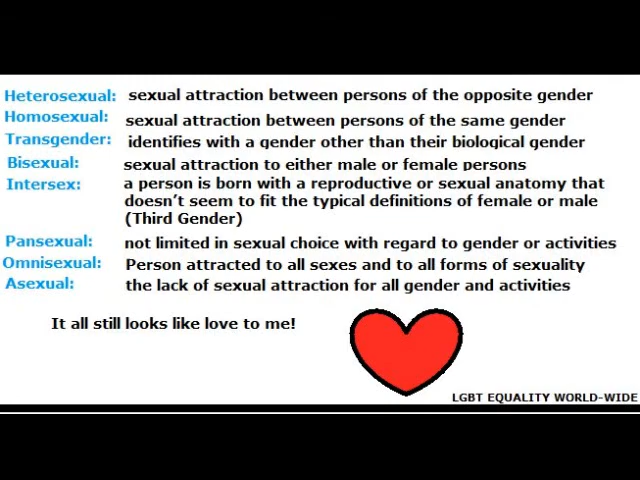 Heterosexual: sexual attraction between persons of the opposite gender
Homosexual: sexual attraction between persons of the same gender
Transgender: identifies with a gender other than their biological gender
Bisexual: sexual attraction to either male or female persons
Intersex: a person is born with a reproductive or sexual anatomy that
doesn't seem to fit the typical definitions of female or male
(Third Gender)
Pansexual: not limited in sexual choice with regard to gender or activities
Omnisexual: Person attracted to all sexes and to all forms of sexuality
Asexual: the lack of sexual attraction for all gender and activities
It all still looks like love to me!
LGBT EQUALITY WORLD-WIDE